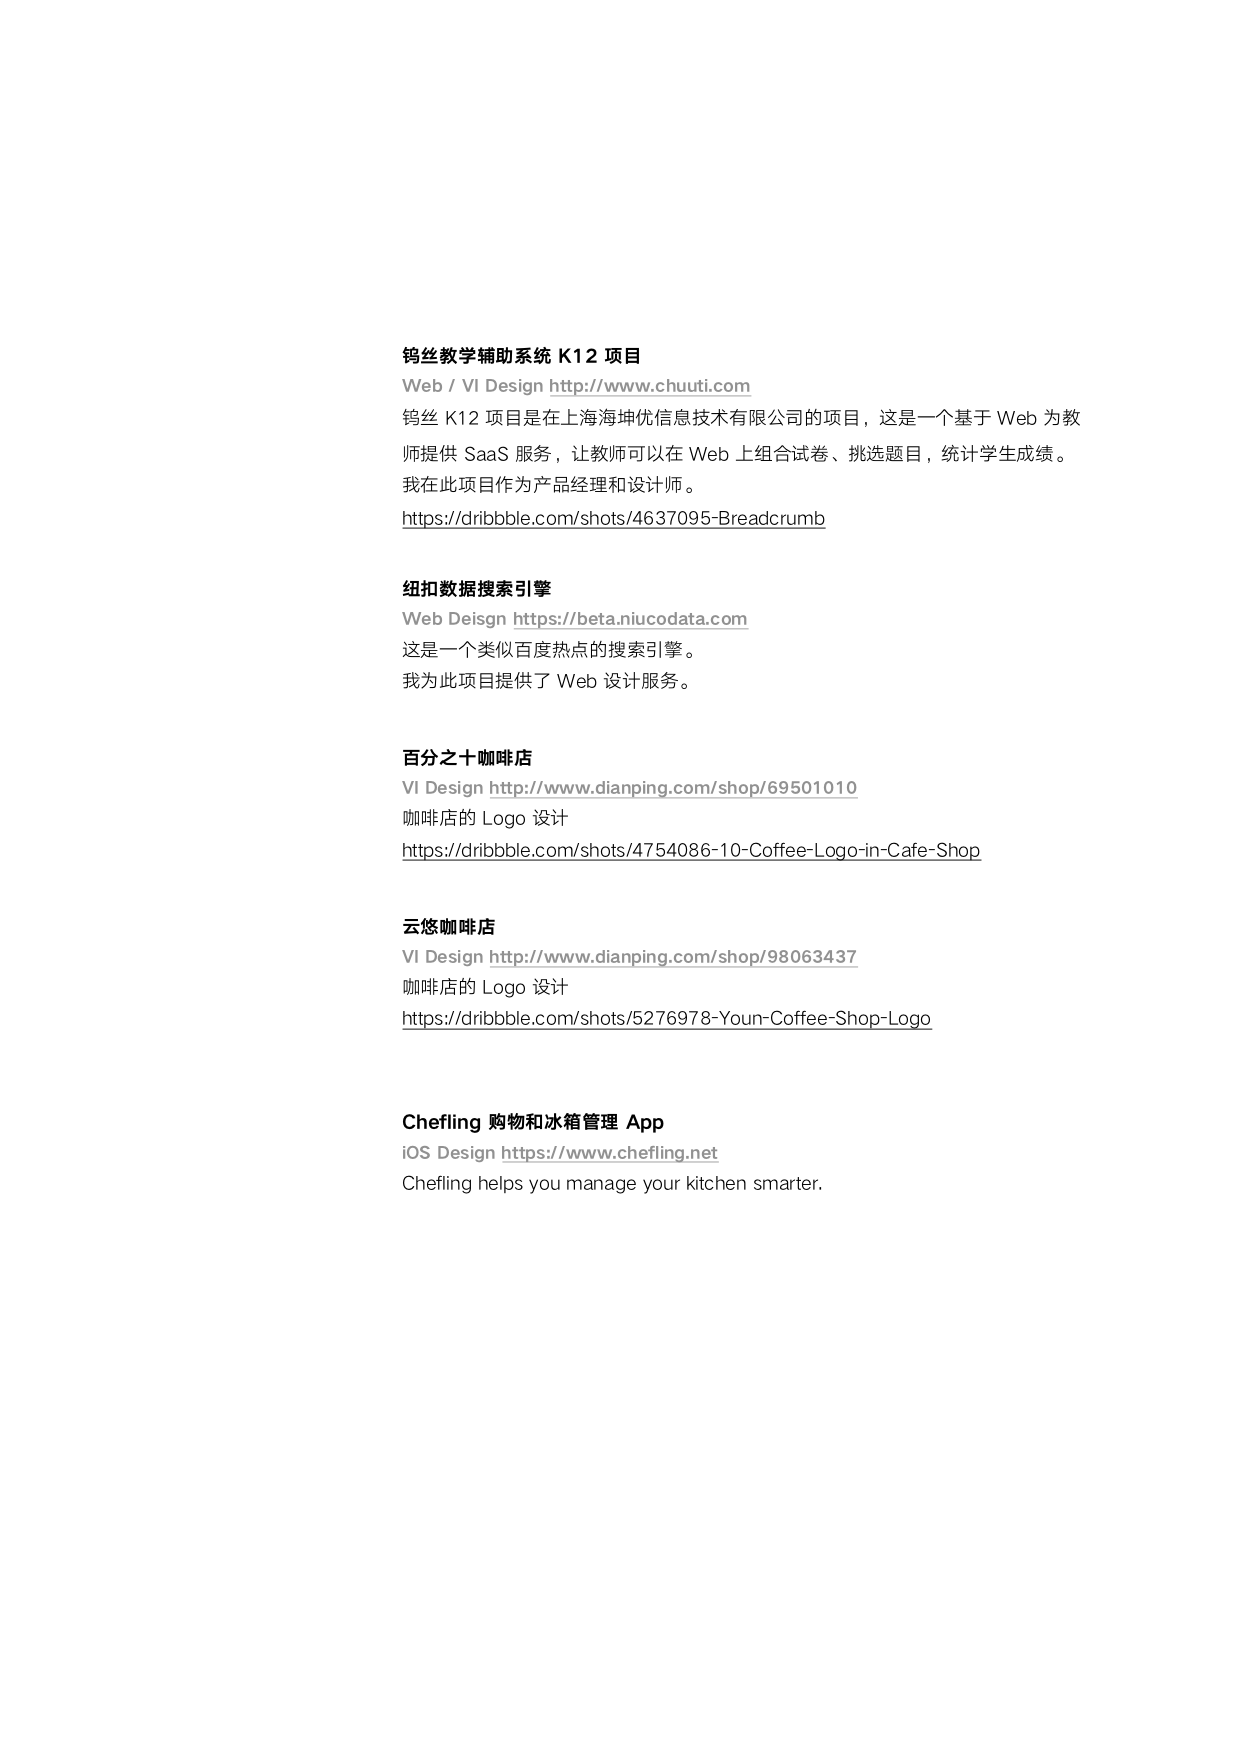 钨丝教学辅助系统 K12 项目
Web / VI Design http://www.chuuti.com
钨丝 K12 项目是在上海海坤优信息技术有限公司的项目，这是一个基于 Web 为教
师提供 SaaS 服务，让教师可以在 Web 上组合试卷、挑选题目，统计学生成绩。
我在此项目作为产品经理和设计师。
https://dribbble.com/shots/4637095-Breadcrumb
纽扣数据搜索引擎
Web Deisgn https://beta.niucodata.com
这是一个类似百度热点的搜索引擎。
我为此项目提供了 Web 设计服务。
百分之十咖啡店
VI Design http://www.dianping.com/shop/69501010
咖啡店的 Logo 设计
https://dribbble.com/shots/4754086-10-Coffee-Logo-in-Cafe-Shop
云悠咖啡店
VI Design http://www.dianping.com/shop/98063437
咖啡店的 Logo 设计
https://dribbble.com/shots/5276978-Youn-Coffee-Shop-Logo
Chefling 购物和冰箱管理 App
iOS Design https://www.chefling.net
Chefling helps you manage your kitchen smarter.